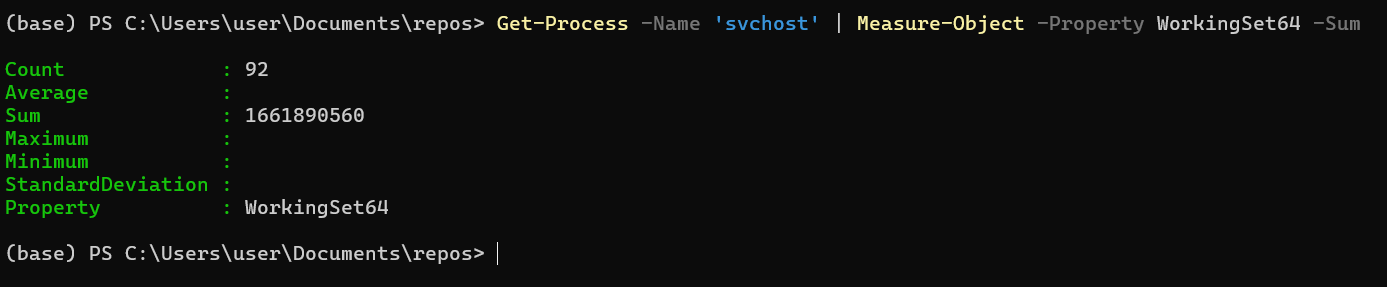 (base) PS C:\Users\user\Documents\repos> Get-Process -Name 'svchost' | Measure-Object -Property WorkingSet64 -Sum
Count             : 92
Average           :
Sum               : 1661890560
Maximum           :
Minimum           :
StandardDeviation :
Property          : WorkingSet64
(base) PS C:\Users\user\Documents\repos>